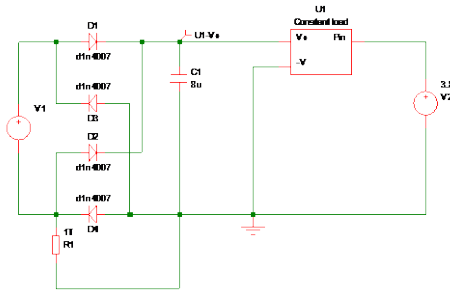 U1
D1
Constant load
U1-Vo
Vo
Pin
d1n4007
-V
C1
8u
3.
V1
V2
D3
D2
d1n4007
d1n4007
1T
R1
D4